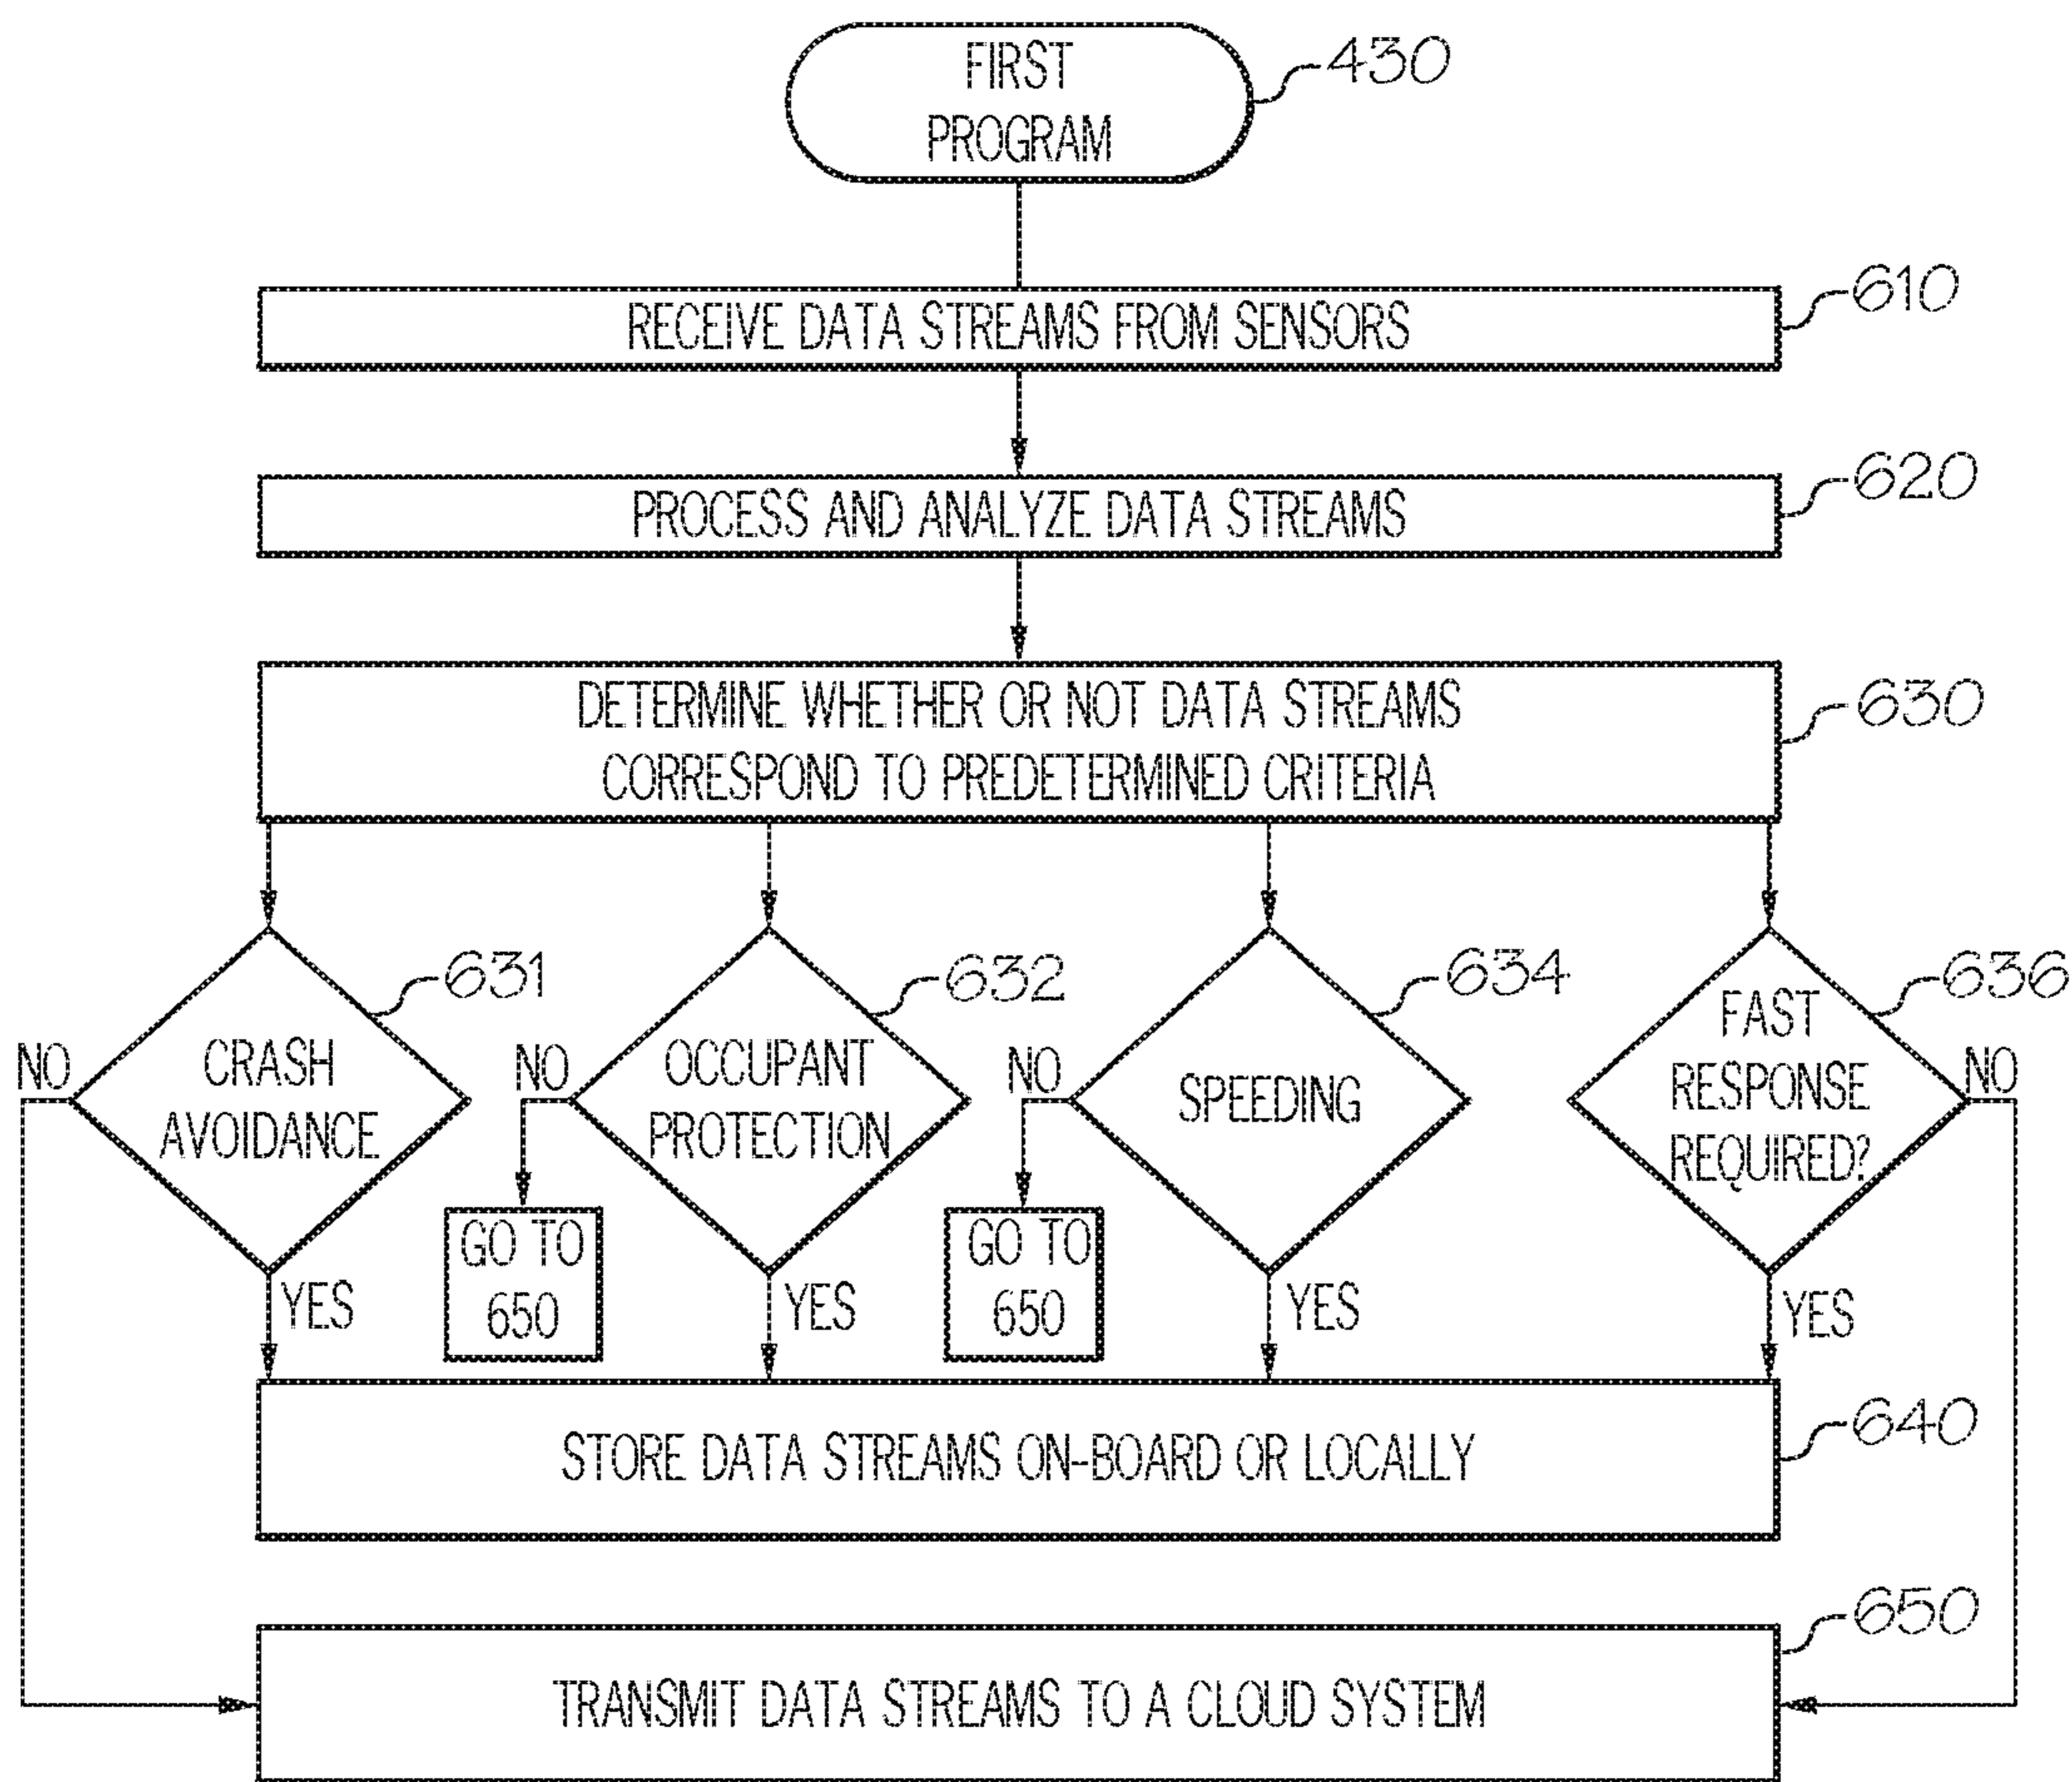 FIRST
PROGRAM
430
RECEIVE DATA STREAMS FROM SENSORS
610
PROCESS AND ANALYZE DATA STREAMS
620
DETERMINE WHETHER OR NOT DATA STREAMS
CORRESPOND TO PREDETERMINED CRITERIA
630
NO
CRASH
AVOIDANCE
631
YES
NO
OCCUPANT
PROTECTION
632
GO TO
650
YES
NO
SPEEDING
634
GO TO
650
YES
FAST
RESPONSE
REQUIRED?
636
NO
YES
STORE DATA STREAMS ON-BOARD OR LOCALLY
640
TRANSMIT DATA STREAMS TO A CLOUD SYSTEM
650